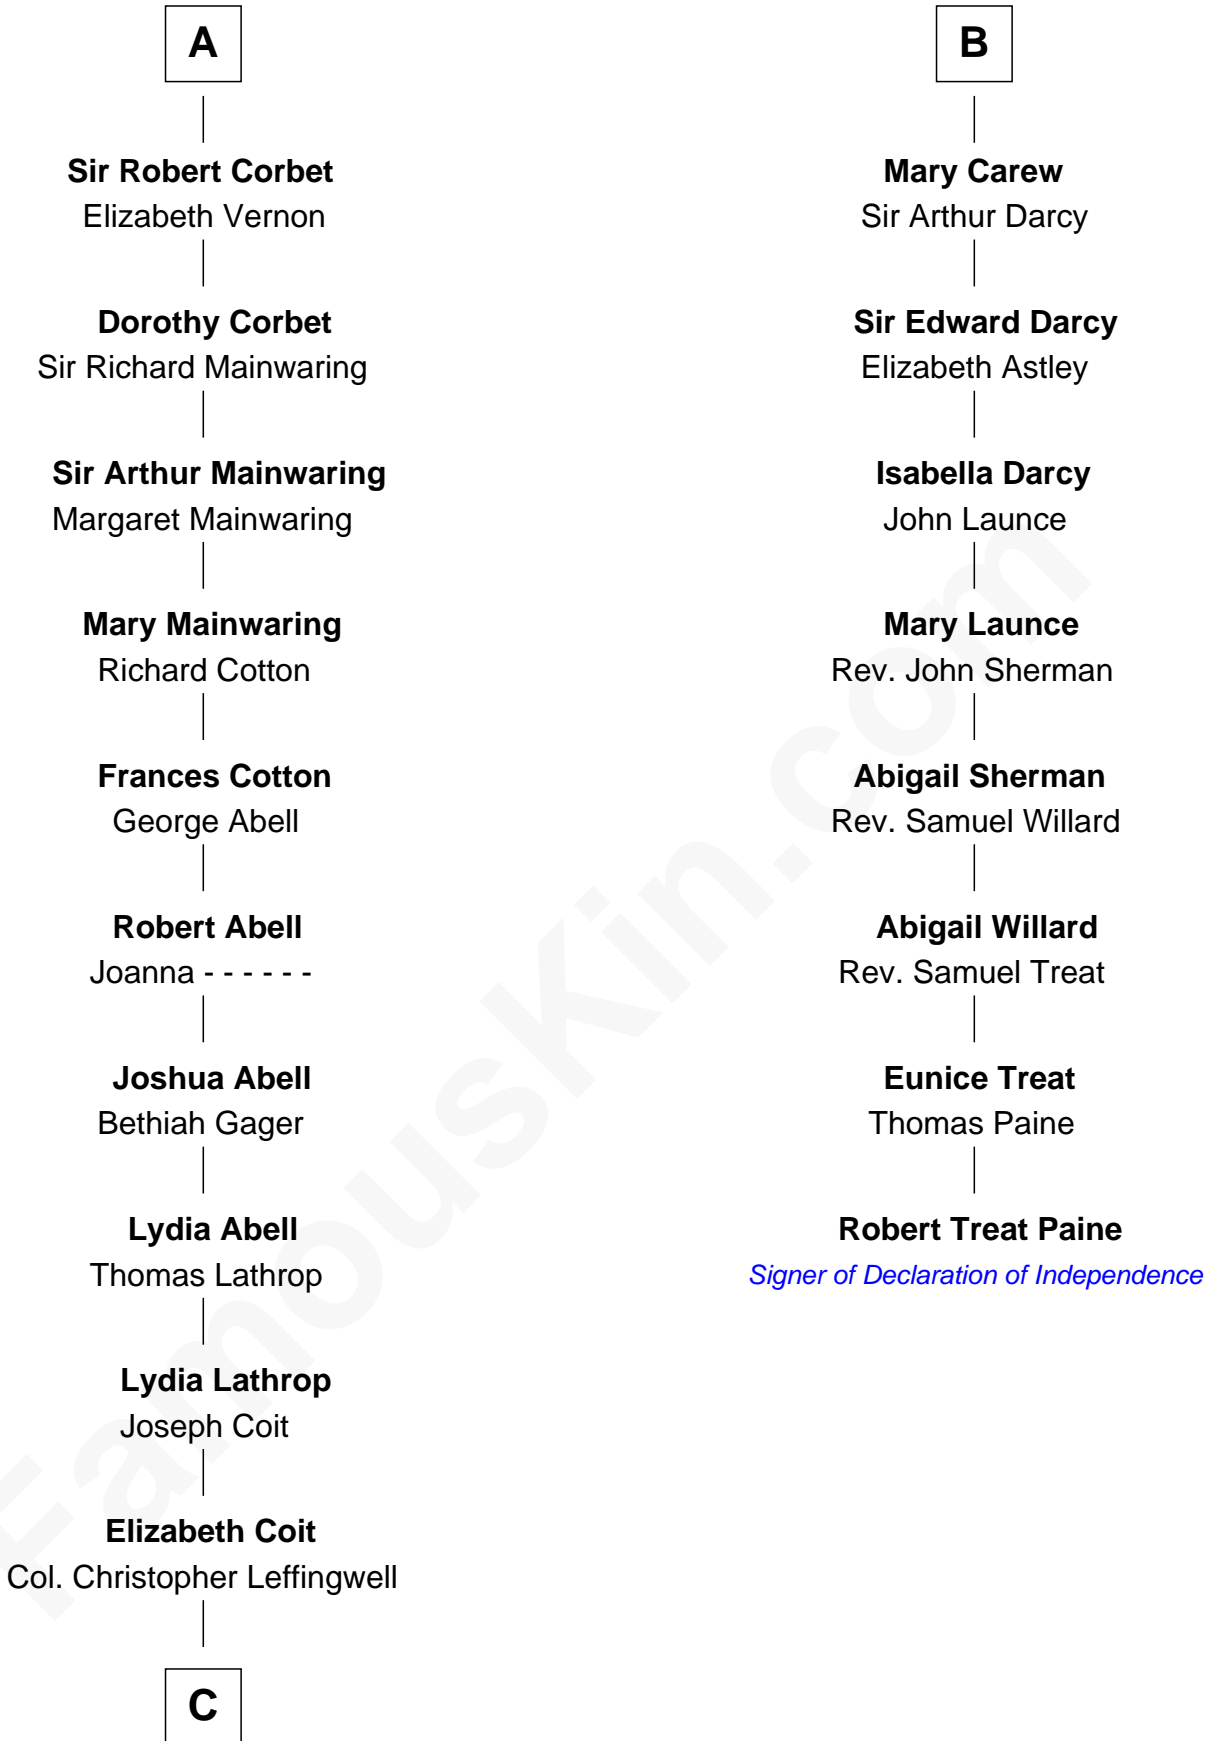 A
Sir Robert Corbet
Elizabeth Vernon
Dorothy Corbet
Sir Richard Mainwaring
Sir Arthur Mainwaring
Margaret Mainwaring
Mary Mainwaring
Richard Cotton
Frances Cotton
George Abell
Robert Abell
Joanna - - - - - -
Joshua Abell
Bethiah Gager
Lydia Abell
Thomas Lathrop
Lydia Lathrop
Joseph Coit
Elizabeth Coit
Col. Christopher Leffingwell
C
B
Mary Carew
Sir Arthur Darcy
Sir Edward Darcy
Elizabeth Astley
Isabella Darcy
John Launce
Mary Launce
Rev. John Sherman
Abigail Sherman
Rev. Samuel Willard
Abigail Willard
Rev. Samuel Treat
Eunice Treat
Thomas Paine
Robert Treat Paine
Signer of Declaration of Independence
FamousKin.com